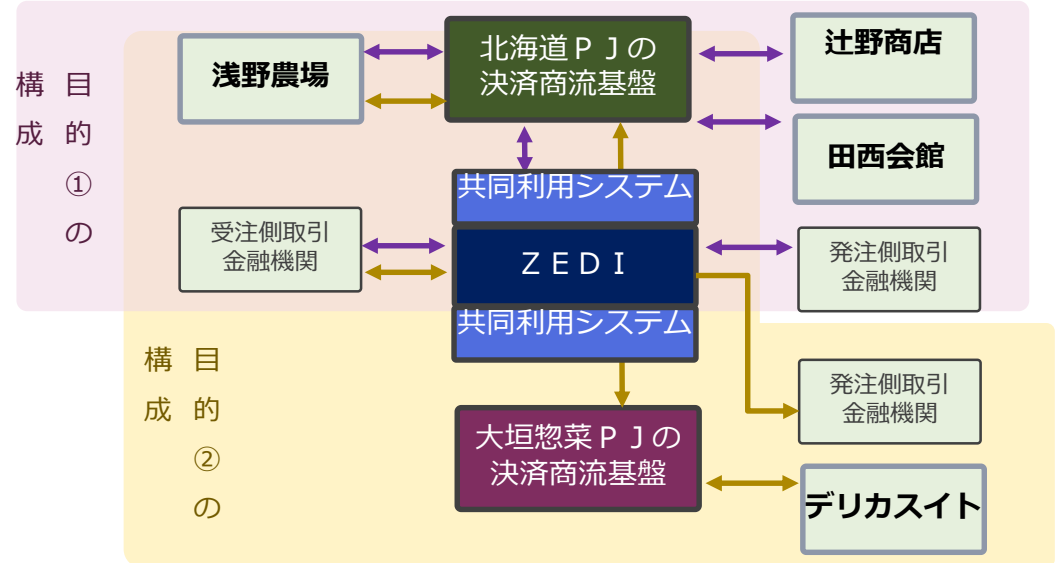 目的①の
構成
浅野農場
北海道ＰＪの
決済商流基盤
辻野商店
田西会館
共同利用システム
受注側取引
金融機関
ＺＥＤＩ
発注側取引
金融機関
共同利用システム
目的②の
構成
発注側取引
金融機関
大垣惣菜ＰＪの
決済商流基盤
デリカスイト